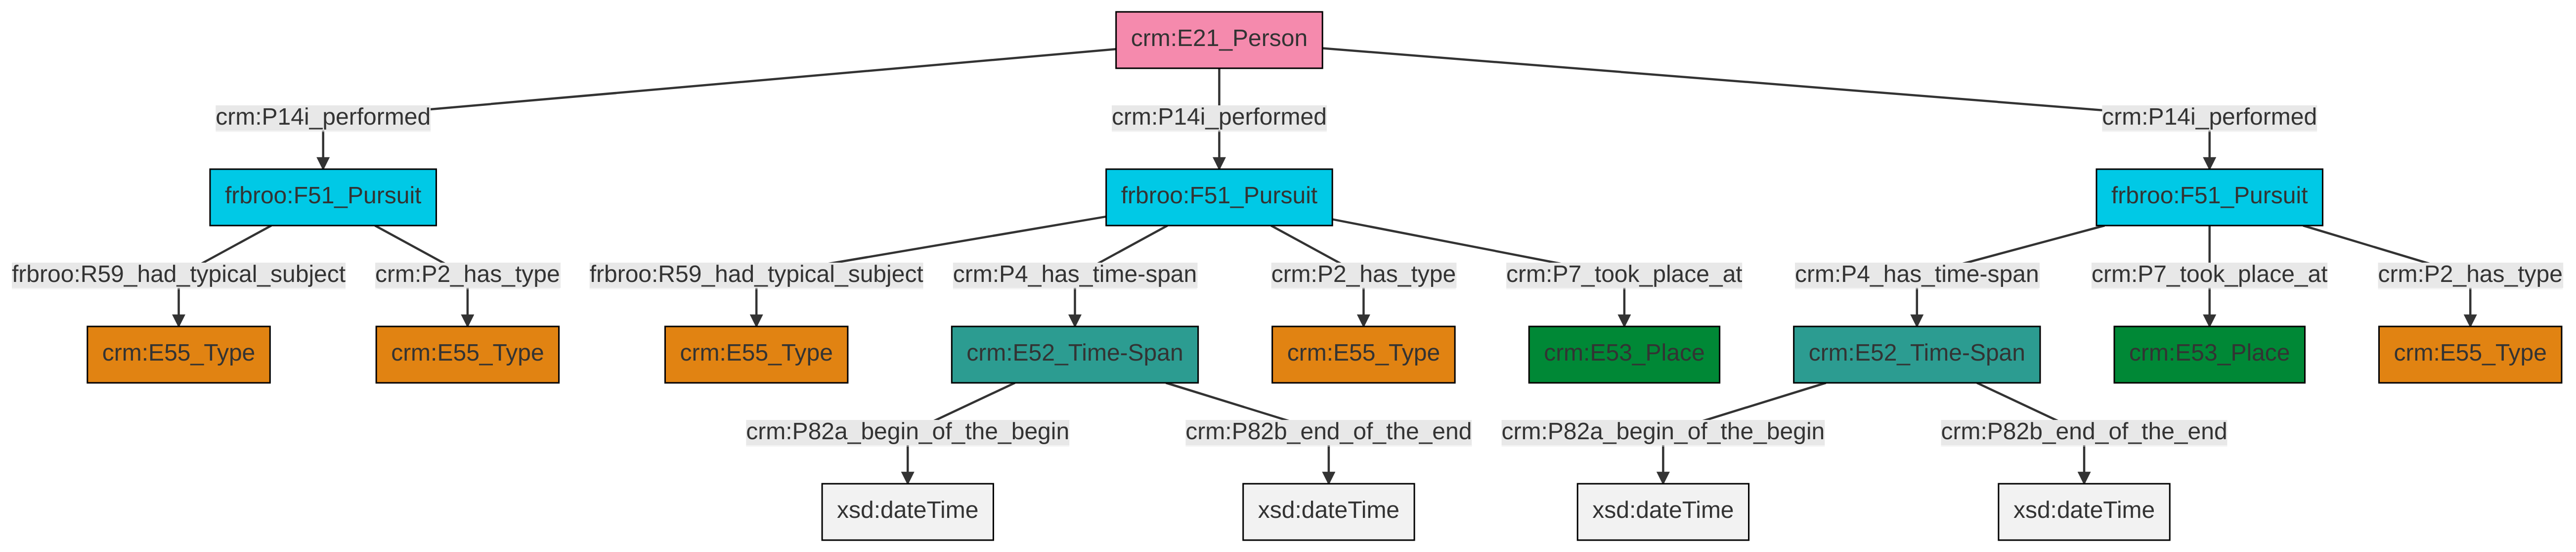 crm:E21_Person
crm:P14i_performed
crm:P14i_performed
crm:P14i_performed
frbroo:F51_Pursuit
frbroo:F51_Pursuit
frbroo:F51_Pursuit
frbroo:R59_had_typical_subject
crm:P2_has_type
frbroo:R59_had_typical_subject
crm:P4_has_time-span
crm:P2_has_type
crm:P7_took_place_at
crm:P4_has_time-span
crm:P7_took_place_at
crm:P2_has_type
crm:E55_Type
crm:E55_Type
crm:E55_Type
crm:E52_Time-Span
crm:E55_Type
crm:E53_Place
crm:E52_Time-Span
crm:E53_Place
crm:E55_Type
crm:P82a_begin_of_the_begin
crm:P82b_end_of_the_end
crm:P82a_begin_of_the_begin
crm:P82b_end_of_the_end
xsd:dateTime
xsd:dateTime
xsd:dateTime
xsd:dateTime